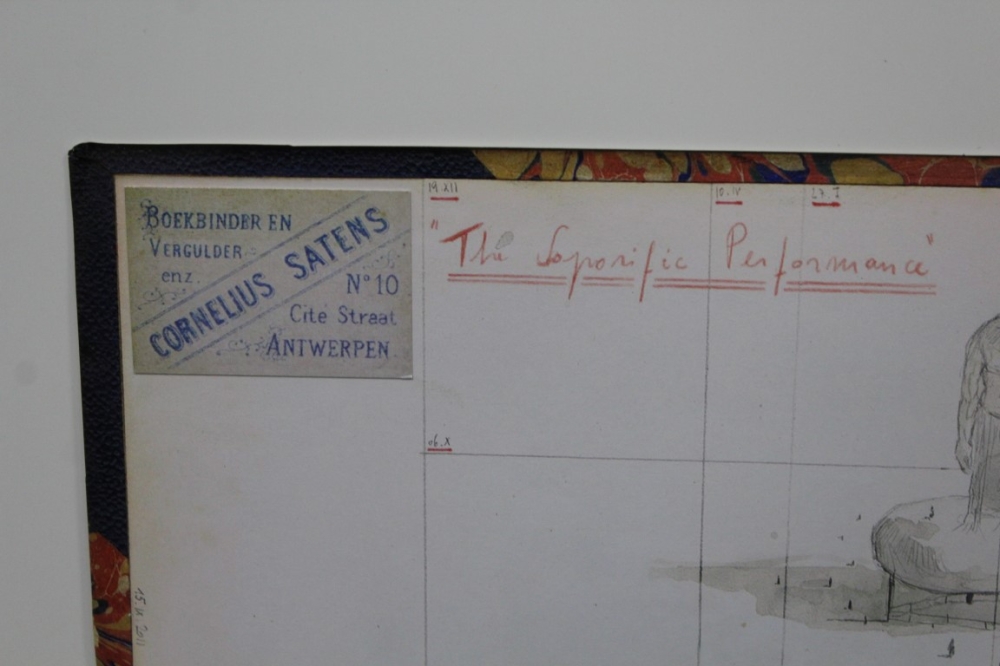 BOEKBINDER EN
VERGULDER
enz.
CORNELIUS SATENS
Nº 10
Cité Straat
ANTWERPEN
19.XII
10.IV
27.I
"The Soporific Performance"
06.X